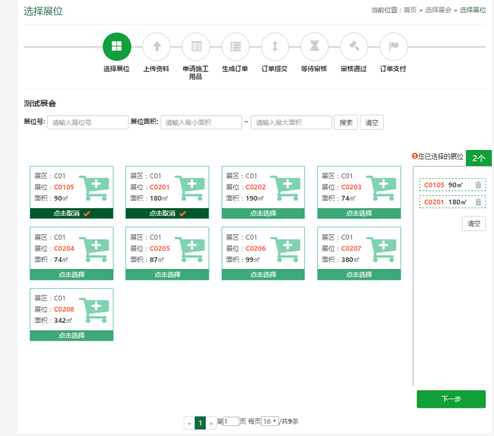 选择展位
当前位置：首页 > 选择展会 > 选择展位
选择展位 上传资料 申请施工用品 生成订单 订单提交 等待审核 审核通过 订单支付
测试展会
展位号: 请输入展位号 展位面积: 请输入最小面积 ~ 请输入最大面积 搜索 清空
您已选择的展位 2个
展区：C01
展位：C0105
面积：90㎡
点击取消
展区：C01
展位：C0201
面积：180㎡
点击取消
展区：C01
展位：C0202
面积：190㎡
点击选择
展区：C01
展位：C0203
面积：74㎡
点击选择
C0105 90㎡
C0201 180㎡
清空
展区：C01
展位：C0204
面积：74㎡
点击选择
展区：C01
展位：C0205
面积：87㎡
点击选择
展区：C01
展位：C0206
面积：99㎡
点击选择
展区：C01
展位：C0207
面积：380㎡
点击选择
展区：C01
展位：C0208
面积：342㎡
点击选择
下一步
« 1 » 第1页 每页16/共9条